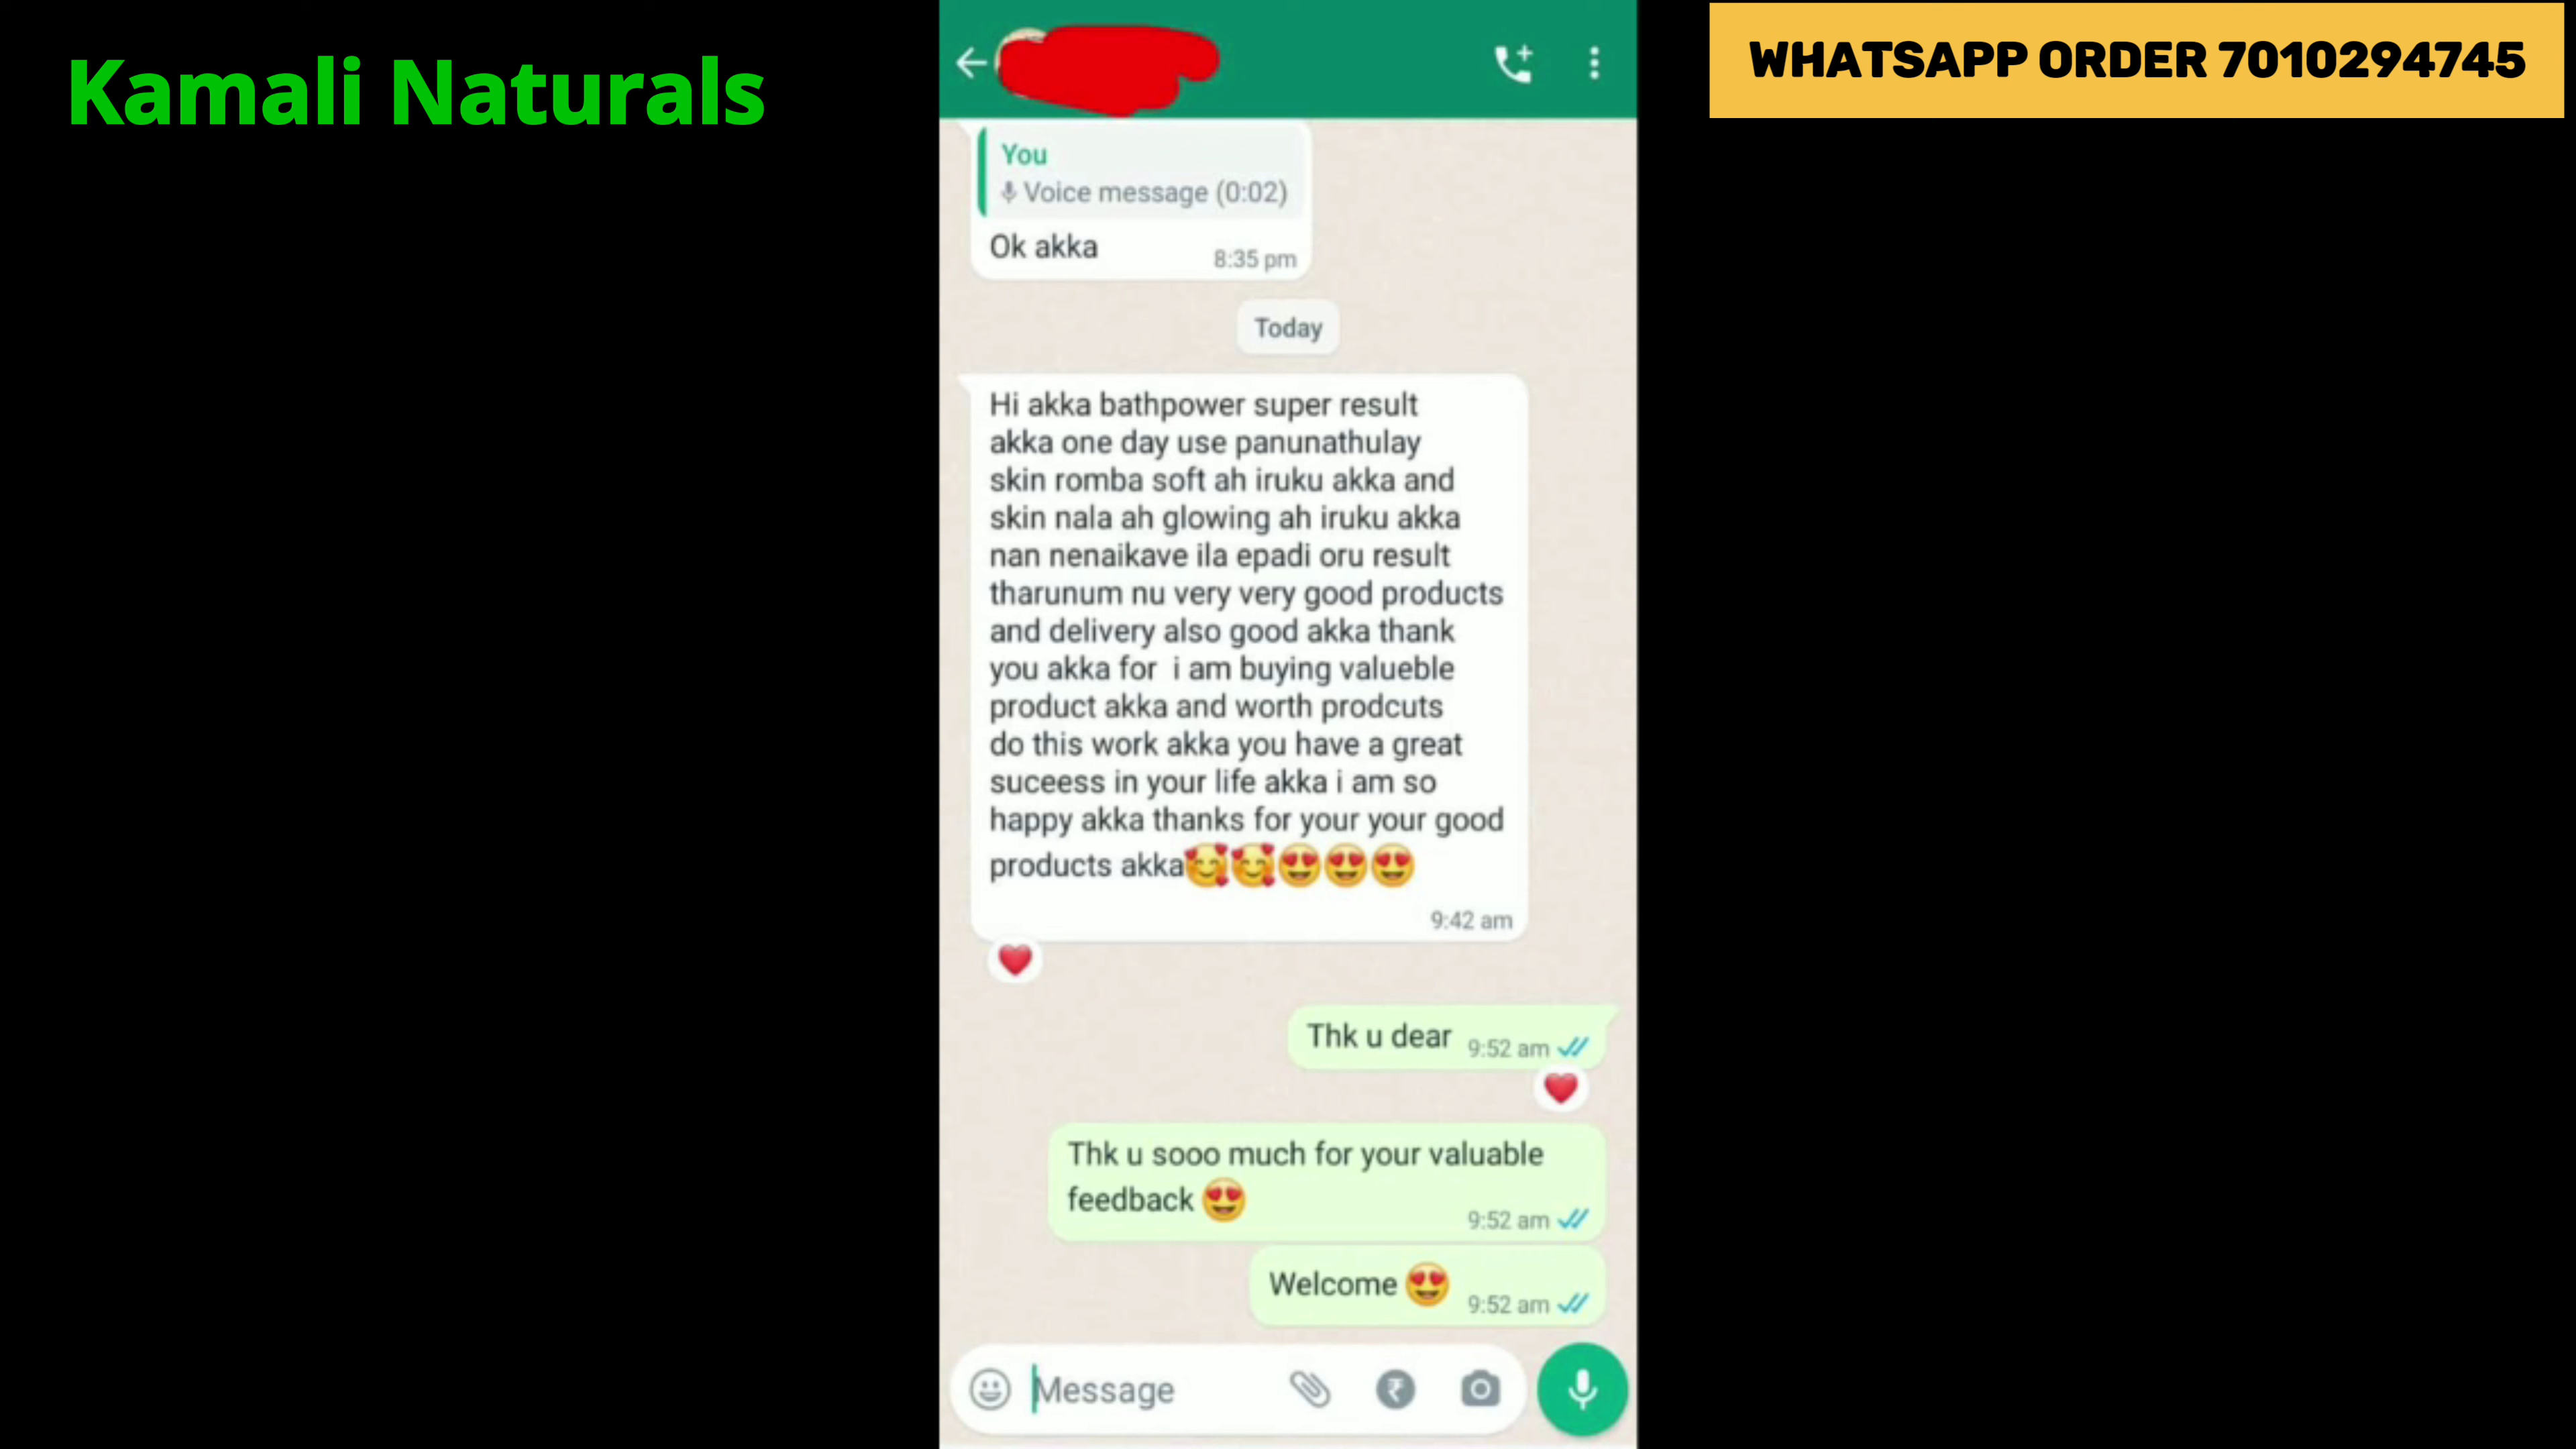 Kamali Naturals
WHATSAPP ORDER 7010294745
You
Voice message (0:02)
Ok akka
8:35 pm
Today
Hi akka bathpower super result
akka one day use panunathulay
skin romba soft ah iruku akka and
skin nala ah glowing ah iruku akka
nan nenaikave ila epadi oru result
tharunum nu very very good products
and delivery also good akka thank
you akka for  i am buying valueble
product akka and worth prodcuts
do this work akka you have a great
suceess in your life akka i am so
happy akka thanks for your your good
products akka🥰🥰😍😍😍
9:42 am
Thk u dear 9:52 am
Thk u sooo much for your valuable
feedback 😍
9:52 am
Welcome 😍 9:52 am
Message